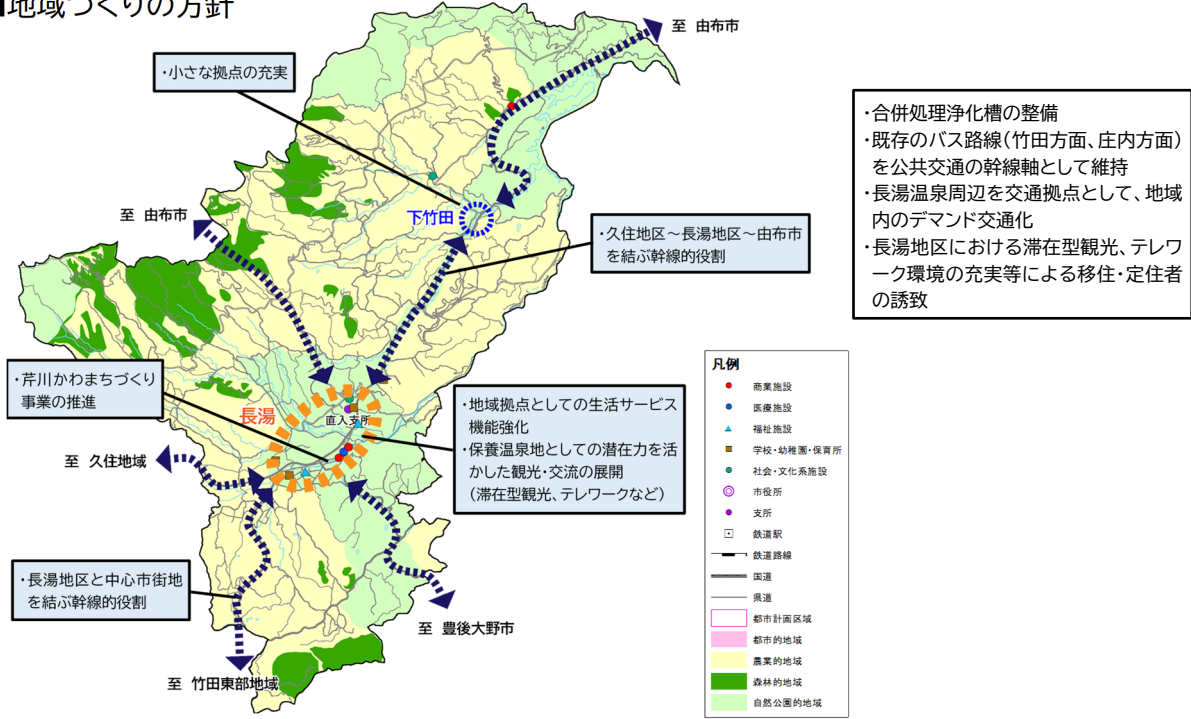 地域づくりの方針
至 由布市
・小さな拠点の充実
・合併処理浄化槽の整備
・既存のバス路線(竹田方面、庄内方面)
を公共交通の幹線軸として維持
・長湯温泉周辺を交通拠点として、地域
内のデマンド交通化
・長湯地区における滞在型観光、テレワ
ーク環境の充実等による移住・定住者
の誘致
至 由布市
下竹田
・久住地区~長湯地区~由布市
を結ぶ幹線的役割
・芹川かわまちづくり
事業の推進
長湯
直入支所
・地域拠点としての生活サービス
機能強化
・保養温泉地としての潜在力を活
かした観光・交流の展開
(滞在型観光、テレワークなど)
至 久住地域
・長湯地区と中心市街地
を結ぶ幹線的役割
至 豊後大野市
至 竹田東部地域
凡例
商業施設
医療施設
福祉施設
学校・幼稚園・保育所
社会・文化系施設
市役所
支所
鉄道駅
鉄道路線
国道
県道
都市計画区域
都市的地域
農業的地域
森林的地域
自然公園的地域